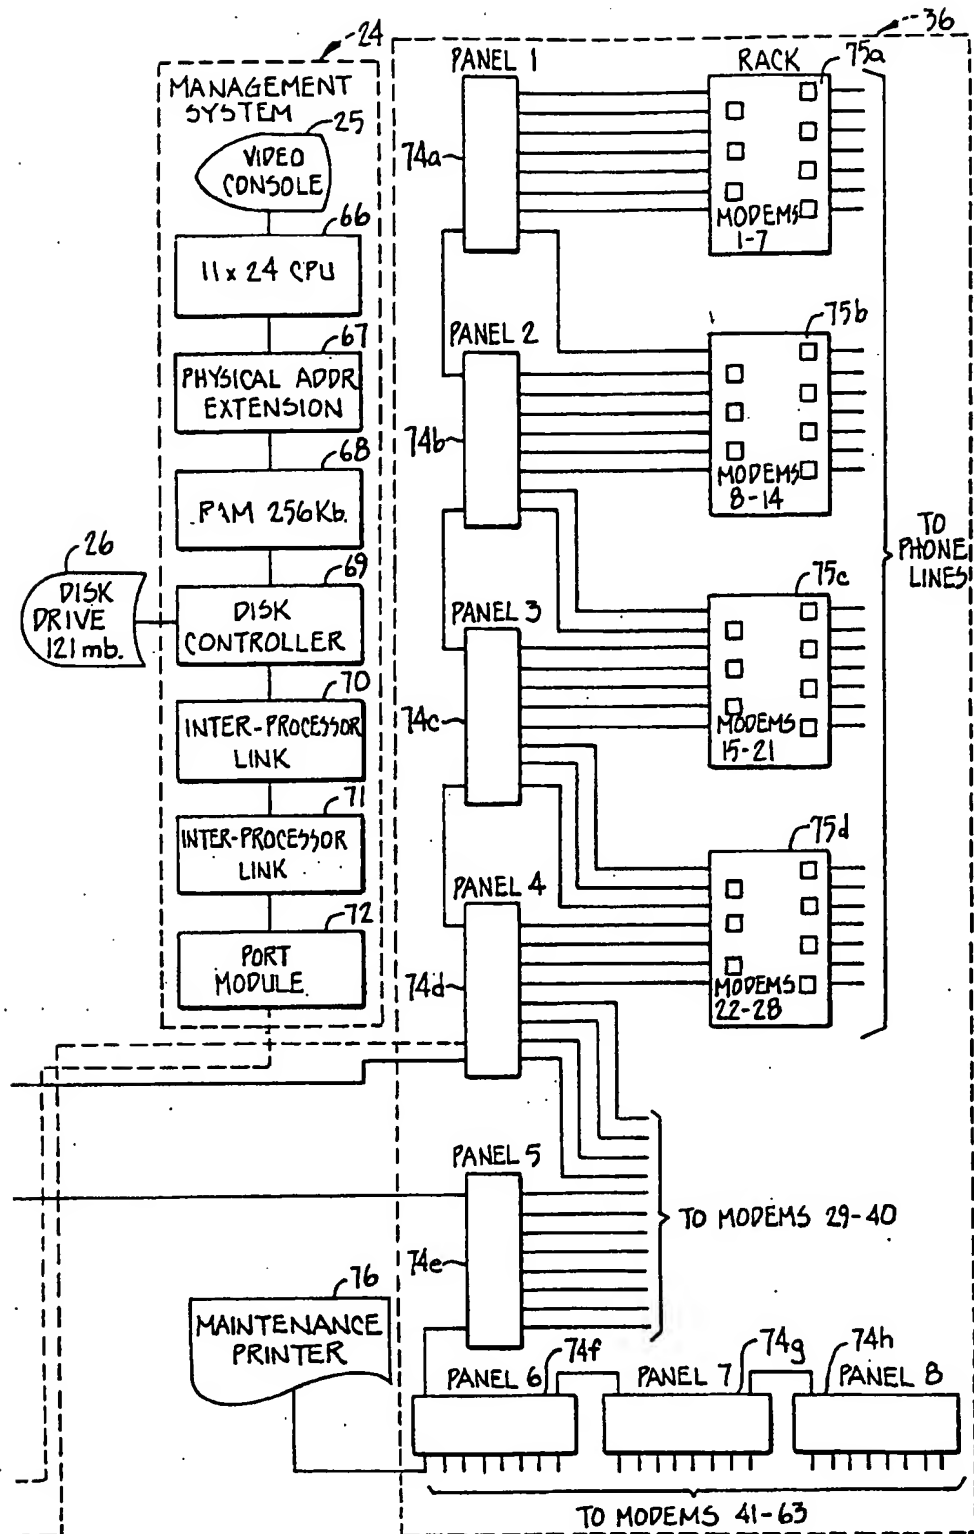 24
36
MANAGEMENT
SYSTEM
25
VIDEO
CONSOLE
66
11 x 24 CPU
67
PHYSICAL ADDR
EXTENSION
68
256Kb.
26
DISK
DRIVE
121 mb.
69
DISK
CONTROLLER
70
INTER-PROCESSOR
LINK
71
INTER-PROCESSOR
LINK
72
PORT
MODULE
76
MAINTENANCE
PRINTER
PANEL 1
74a
RACK
75a
MODEMS
1-7
PANEL 2
74b
75b
MODEMS
8-14
TO
PHONE
LINES
PANEL 3
74c
75c
MODEMS
15-21
PANEL 4
74d
75d
MODEMS
22-28
PANEL 5
74e
TO MODEMS 29-40
PANEL 6
74f
PANEL 7
74g
PANEL 8
74h
TO MODEMS 41-63